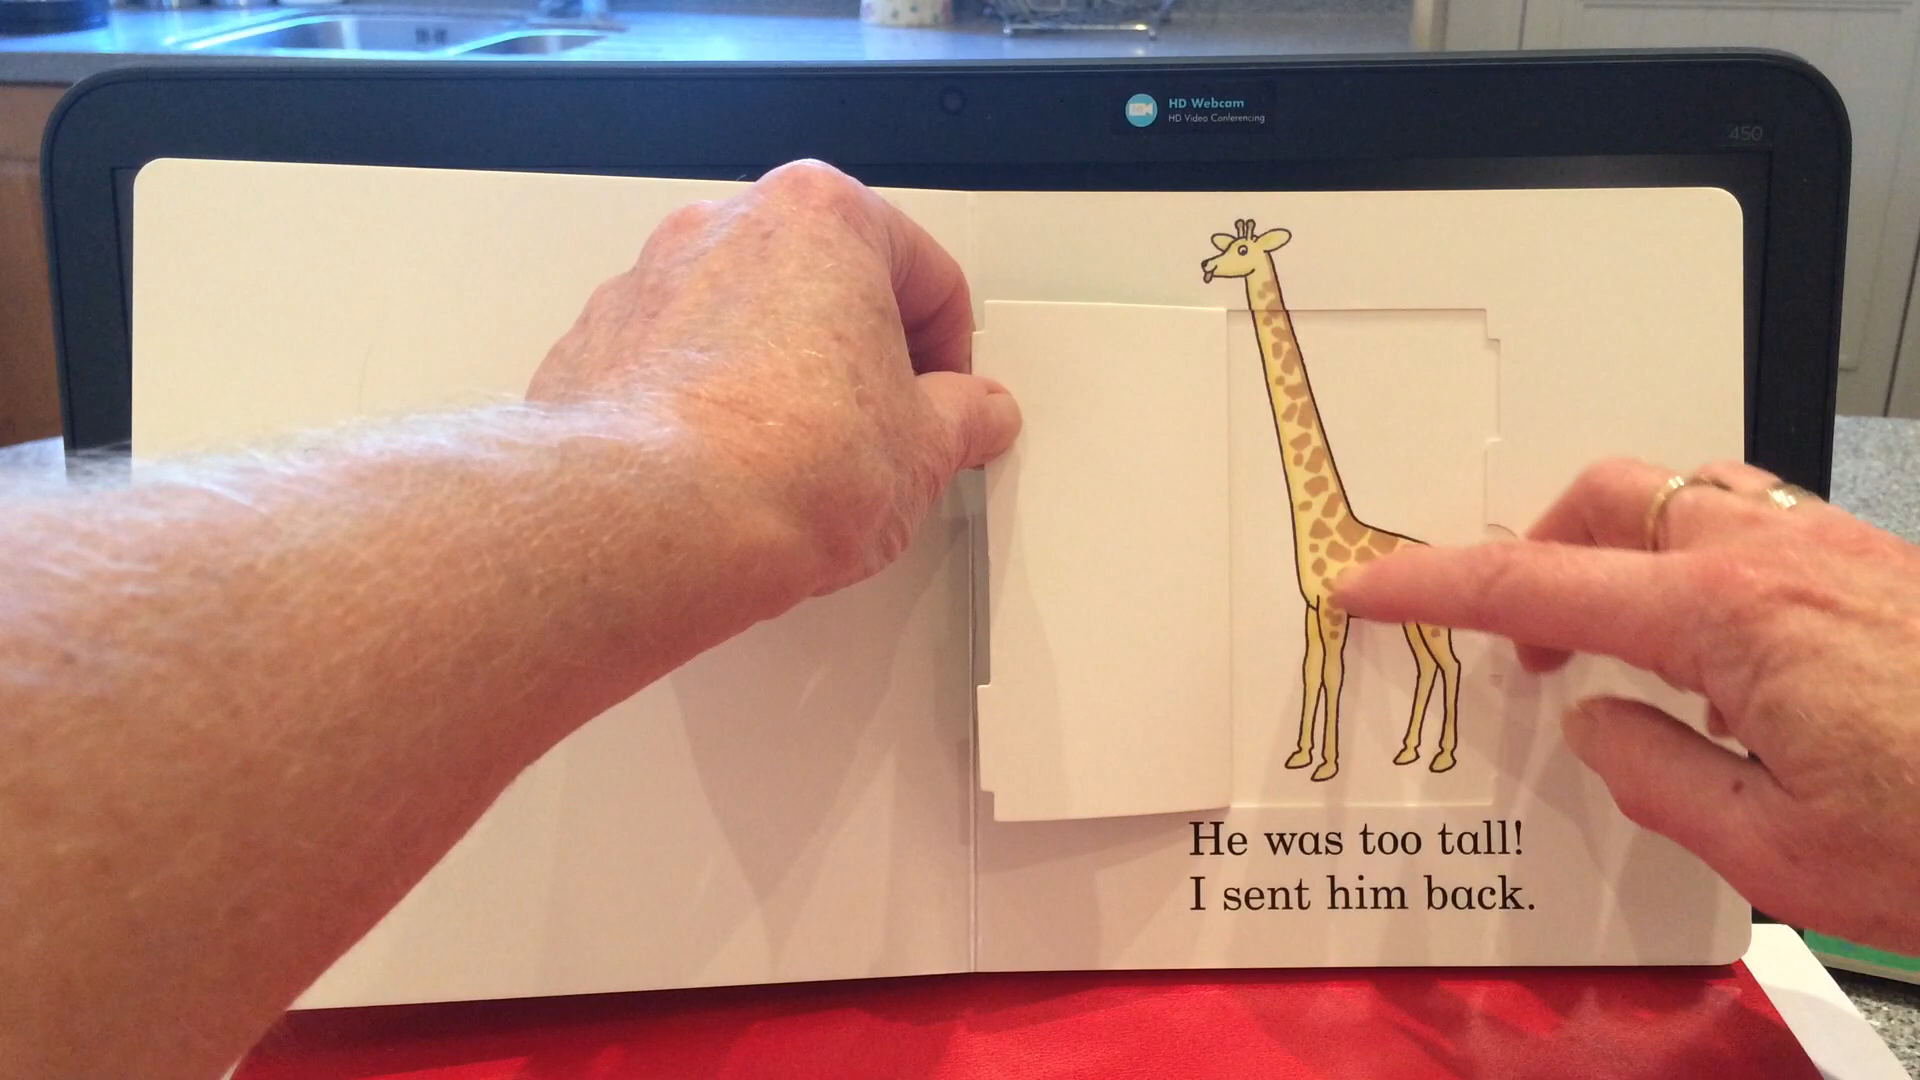 HD Webcam
HD Video Conferencing
450
He was too tall!
I sent him back.